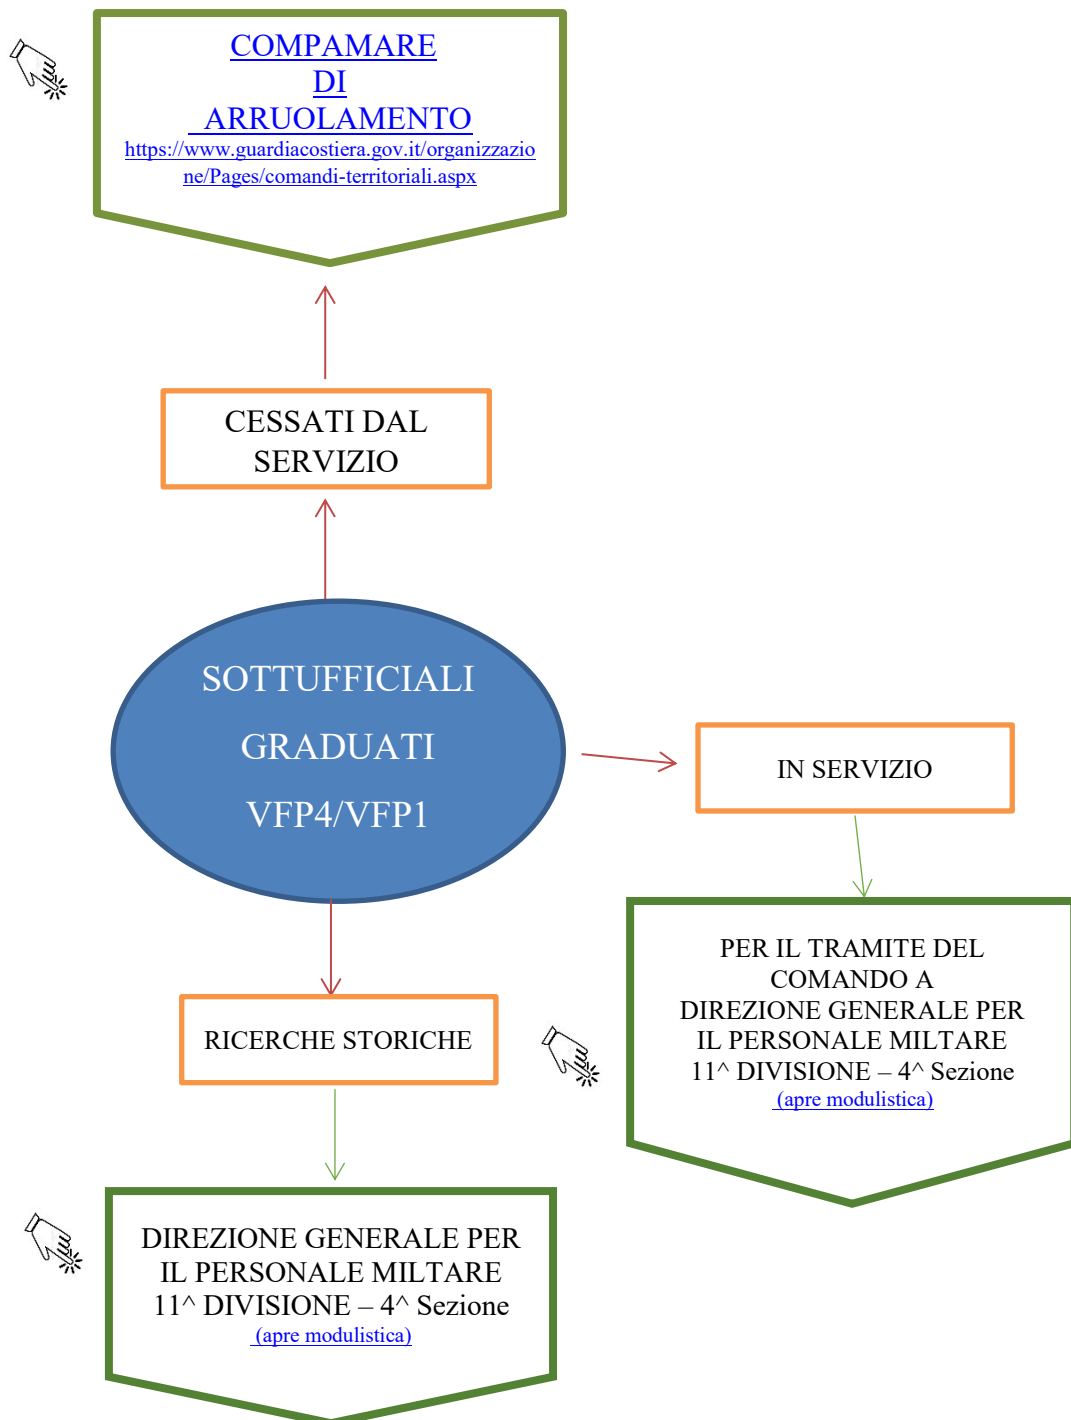 COMPAMARE
DI
ARRUOLAMENTO
https://www.guardiacostiera.gov.it/organizzazio
ne/Pages/comandi-territoriali.aspx
CESSATI DAL
SERVIZIO
SOTTUFFICIALI
GRADUATI
VFP4/VFP1
IN SERVIZIO
PER IL TRAMITE DEL
COMANDO A
DIREZIONE GENERALE PER
IL PERSONALE MILTARE
11^ DIVISIONE – 4^ Sezione
(apre modulistica)
RICERCHE STORICHE
DIREZIONE GENERALE PER
IL PERSONALE MILTARE
11^ DIVISIONE – 4^ Sezione
(apre modulistica)